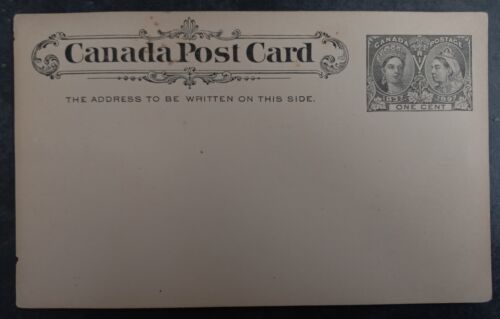 Canada Post Card
THE ADDRESS TO BE WRITTEN ON THIS SIDE.
CANADA POSTAGE
1837 1897
ONE CENT